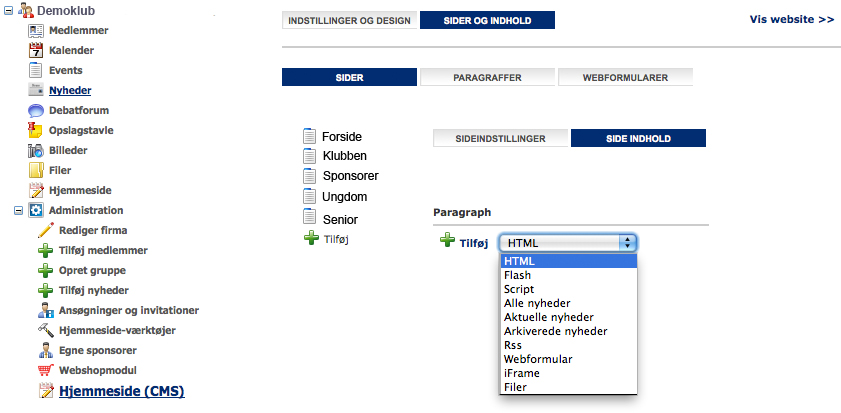 Demoklub
Medlemmer
Kalender
Events
Nyheder
Debatforum
Opslagstavle
Billeder
Filer
Hjemmeside
Administration
Rediger firma
Tilføj medlemmer
Opret gruppe
Tilføj nyheder
Ansøgninger og invitationer
Hjemmeside-værktøjer
Egne sponsorer
Webshopmodul
Hjemmeside (CMS)
INDSTILLINGER OG DESIGN
SIDER OG INDHOLD
Vis website >>
SIDER
PARAGRAFFER
WEBFORMULARER
Forside
Klubben
Sponsorer
Ungdom
Senior
Tilføj
SIDEINDSTILLINGER
SIDE INDHOLD
Paragraph
Tilføj
HTML
HTML
Flash
Script
Alle nyheder
Aktuelle nyheder
Arkiverede nyheder
Rss
Webformular
iFrame
Filer